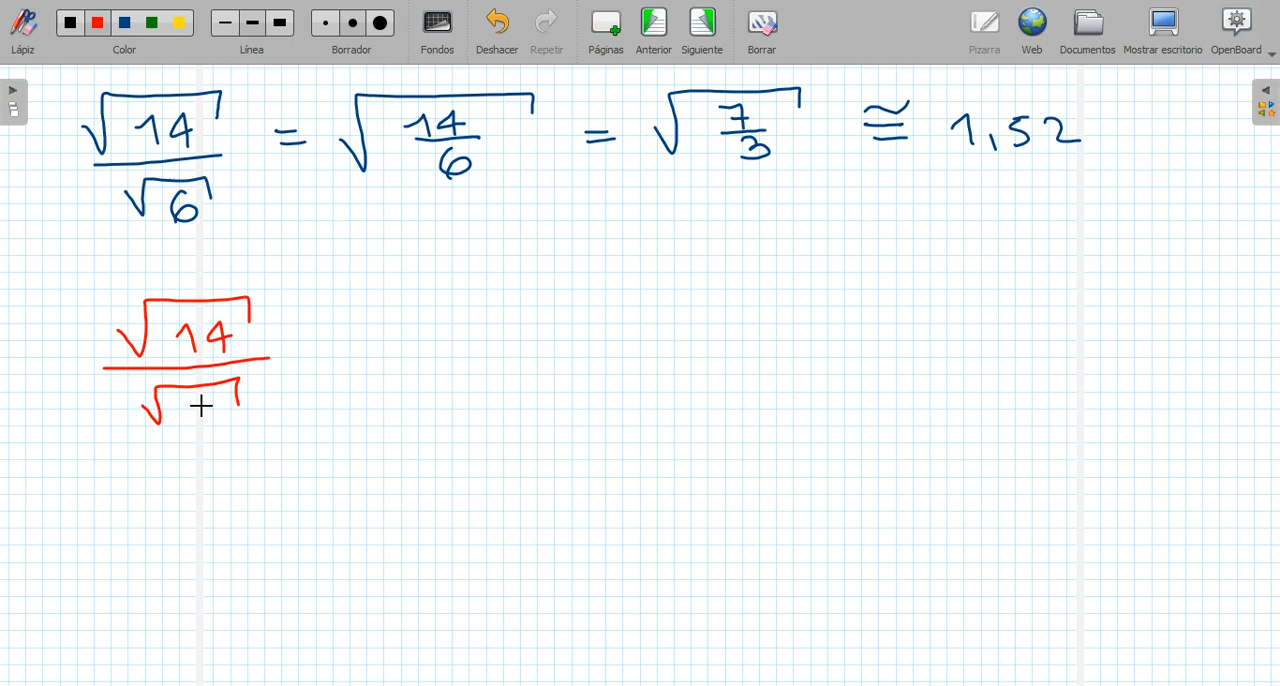 Lápiz Color Línea Borrador Fondos Deshacer Repetir Páginas Anterior Siguiente Borrar Pizarra Web Documentos Mostrar escritorio OpenBoard
√14 / √6 = √(14/6) = √(7/3) ≅ 1,52
√14 / √